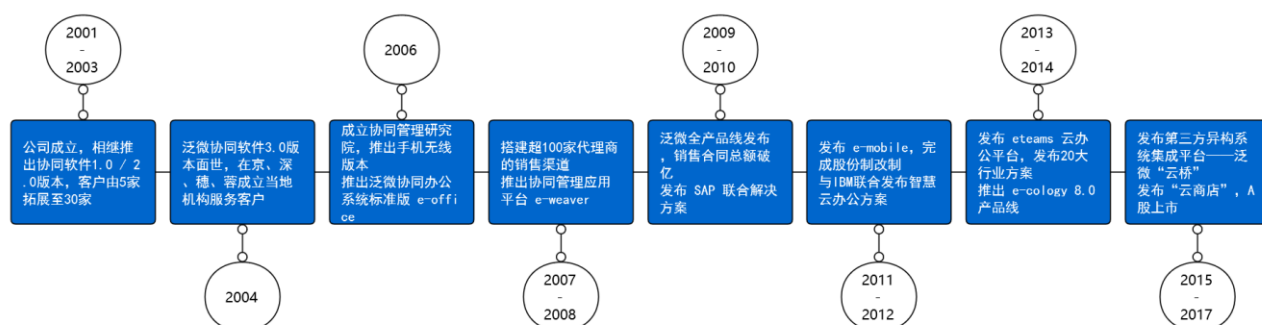 2001
-
2003
2006
2009
-
2010
2013
-
2014
公司成立，相继推
出协同软件1.0 / 2
.0版本，客户由5家
拓展至30家
泛微协同软件3.0版
本面世，在京、深
、穗、蓉成立当地
机构服务客户
成立协同管理研究
院，推出手机无线
版本
推出泛微协同办公
系统标准版 e-offi
ce
搭建超100家代理商
的销售渠道
推出协同管理应用
平台 e-weaver
泛微全产品线发布
，销售合同总额破
亿
发布 SAP 联合解决
方案
发布 e-mobile，完
成股份制改制
与IBM联合发布智慧
云办公方案
发布 eteams 云办
公平台，发布20大
行业方案
推出 e-cology 8.0
产品线
发布第三方异构系
统集成平台——泛
微“云桥”
发布“云商店”，A
股上市
2004
2007
-
2008
2011
-
2012
2015
-
2017